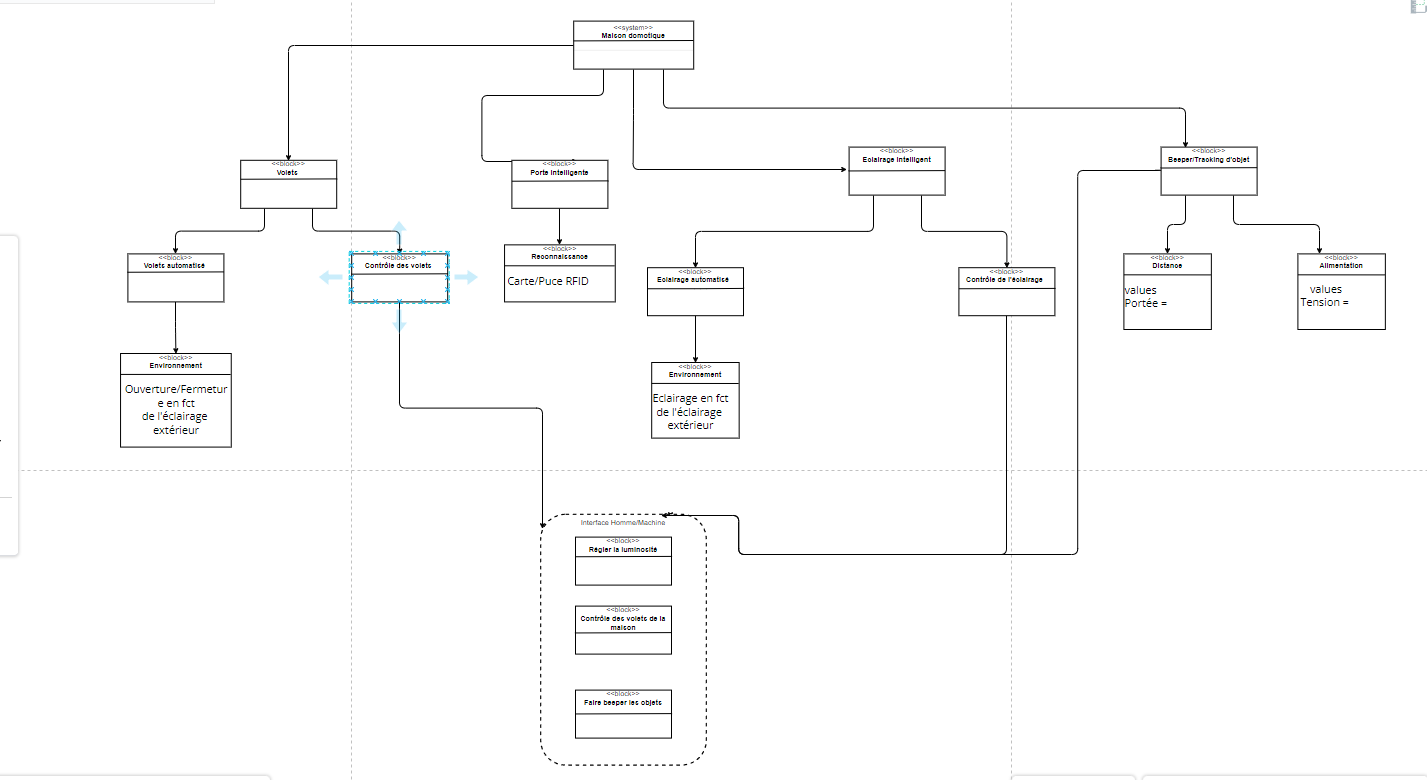 <<system>>
Maison domotique
<<block>>
Volets
<<block>>
Porte intelligente
<<block>>
Eclairage intelligent
<<block>>
Beeper/Tracking d'objet
<<block>>
Volets automatisé
<<block>>
Contrôle des volets
<<block>>
Reconnaissance
Carte/Puce RFID
<<block>>
Eclairage automatisé
<<block>>
Contrôle de l'éclairage
<<block>>
Distance
values
Portée =
<<block>>
Alimentation
values
Tension =
<<block>>
Environnement
Ouverture/Fermetur
e en fct
de l'éclairage
extérieur
<<block>>
Environnement
Eclairage en fct
de l'éclairage
extérieur
Interface Homme/Machine
<<block>>
Régler la luminosité
<<block>>
Contrôle des volets de la
maison
<<block>>
Faire beeper les objets